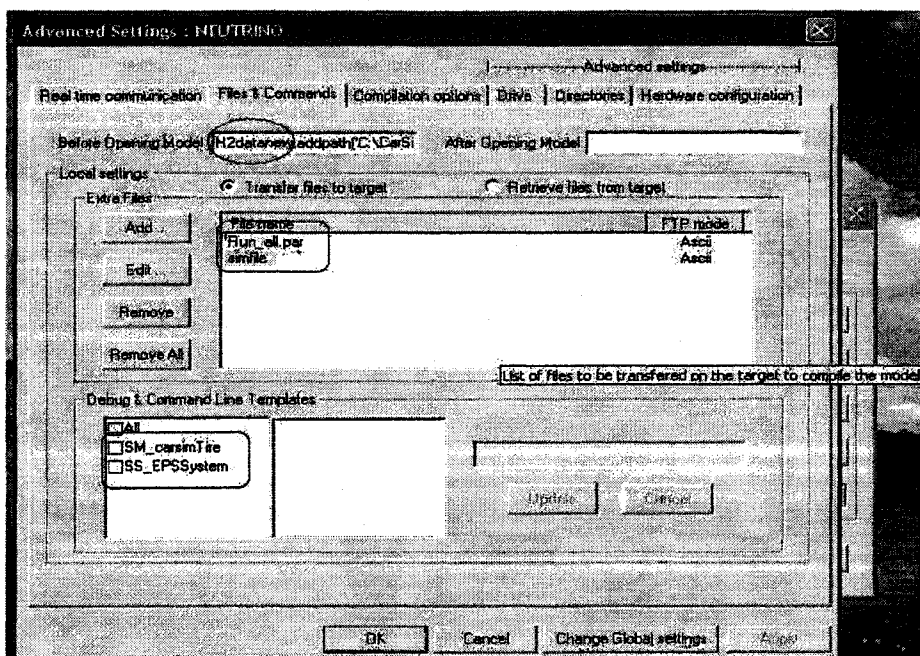 Advanced Settings : NEUTRINO
Advanced settings
Real time communication Files & Commands Compilation options Drive Directories Hardware configuration
Before Opening Model After Opening Model
Local settings
Transfer files to target Retrieve files from target
Extra Files
Add ... File name FTP mode
Run_all.par Ascii
simfile Ascii
Edit ...
Remove
Remove All
List of files to be transfered on the target to compile the model
Debug & Command Line Templates
All
SM_carsimTire
SS_EPSSystem
Update Cancel
OK Cancel Change Global settings Apply